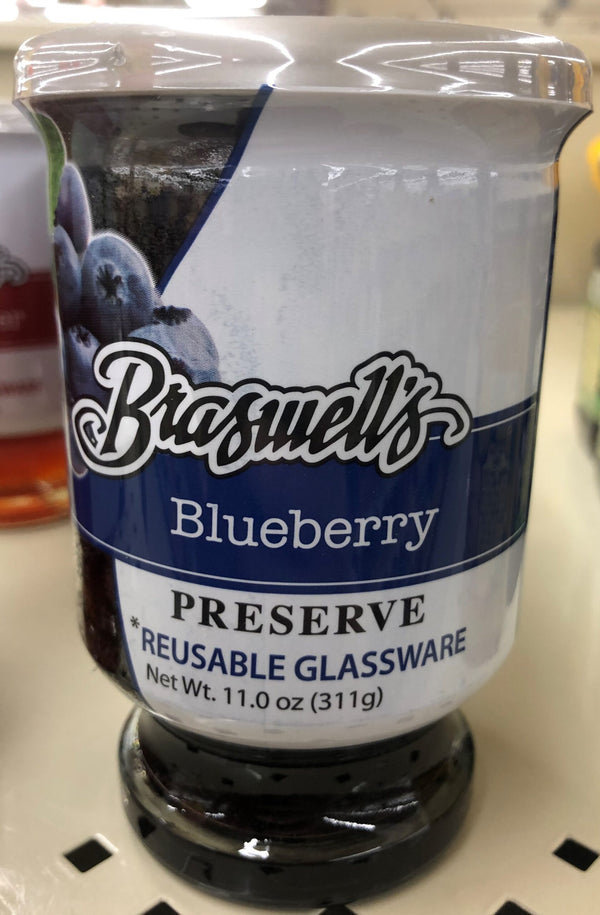 Braswell's
Blueberry
PRESERVE
*REUSABLE GLASSWARE
Net Wt. 11.0 oz (311g)